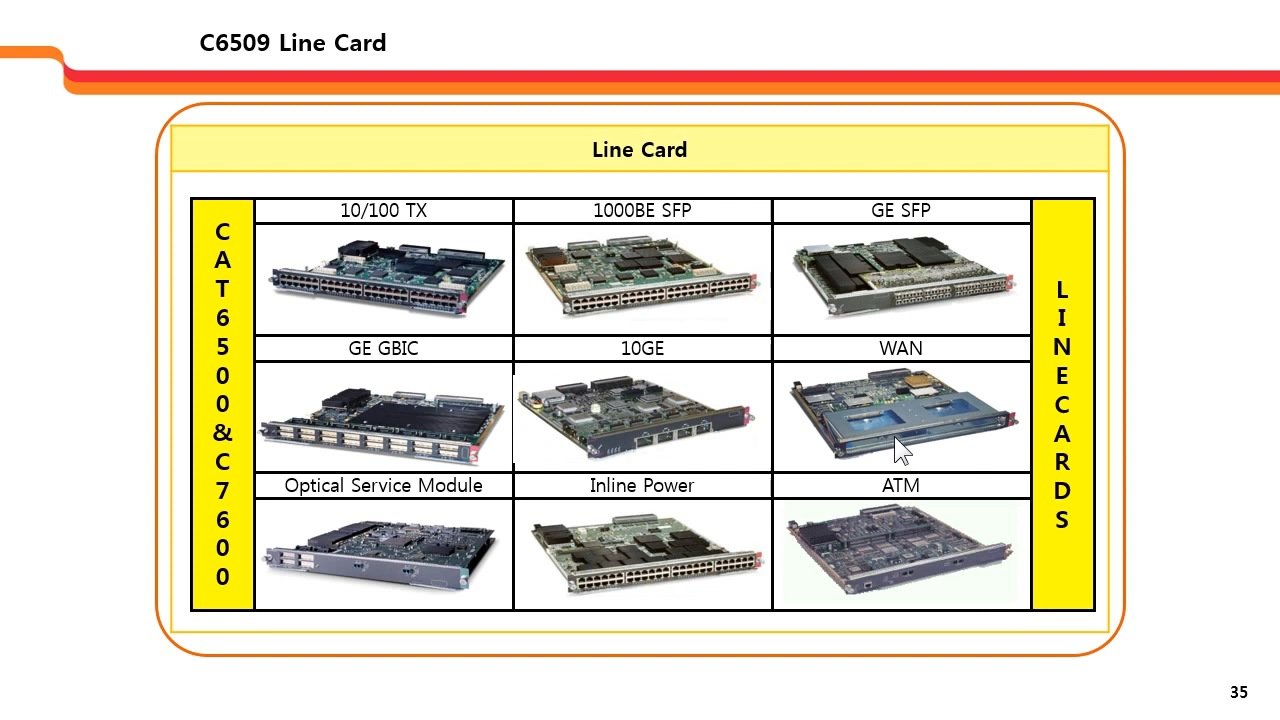 C6509 Line Card
Line Card
CAT6500&C7600
10/100 TX
1000BE SFP
GE SFP
GE GBIC
10GE
WAN
Optical Service Module
Inline Power
ATM
LINECARDS
35